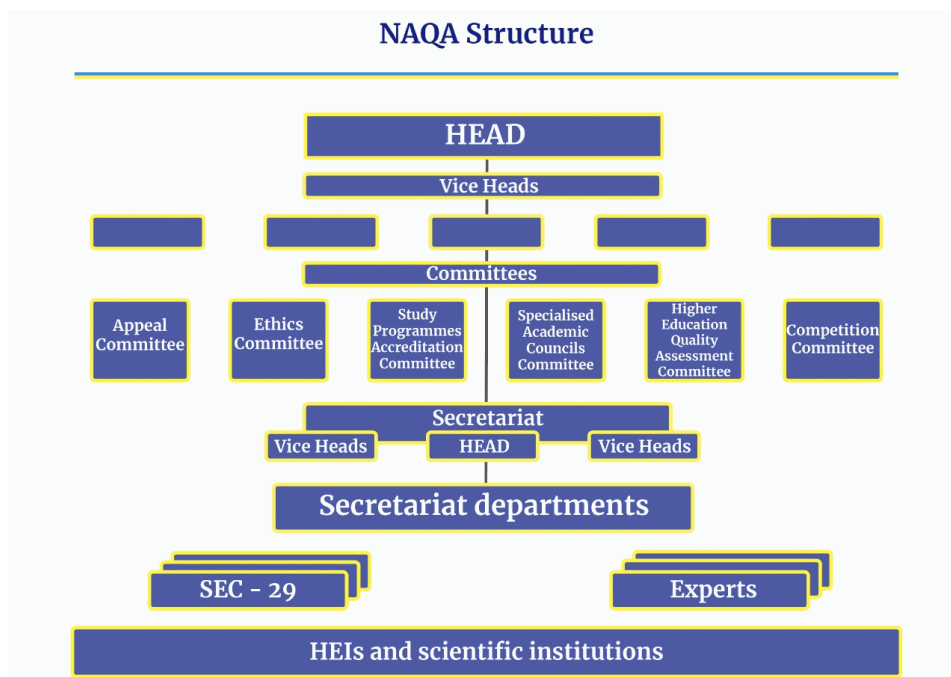 NAQA Structure
HEAD
Vice Heads
Committees
Appeal
Committee
Ethics
Committee
Study
Programmes
Accreditation
Committee
Specialised
Academic
Councils
Committee
Higher
Education
Quality
Assessment
Committee
Competition
Committee
Secretariat
Vice Heads
HEAD
Vice Heads
Secretariat departments
SEC - 29
Experts
HEIs and scientific institutions